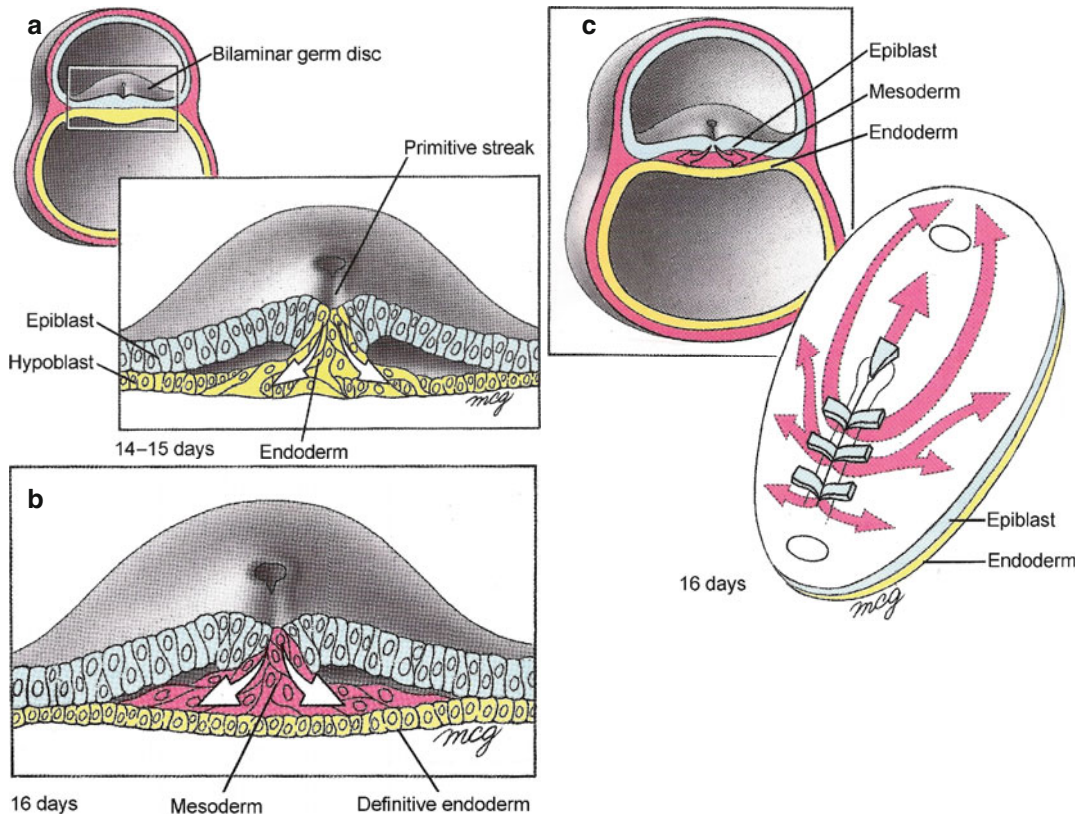 a
Bilaminar germ disc
Primitive streak
Epiblast
Hypoblast
mcg
14–15 days
Endoderm
b
mcg
16 days
Mesoderm
Definitive endoderm
c
Epiblast
Mesoderm
Endoderm
Epiblast
Endoderm
16 days
mcg